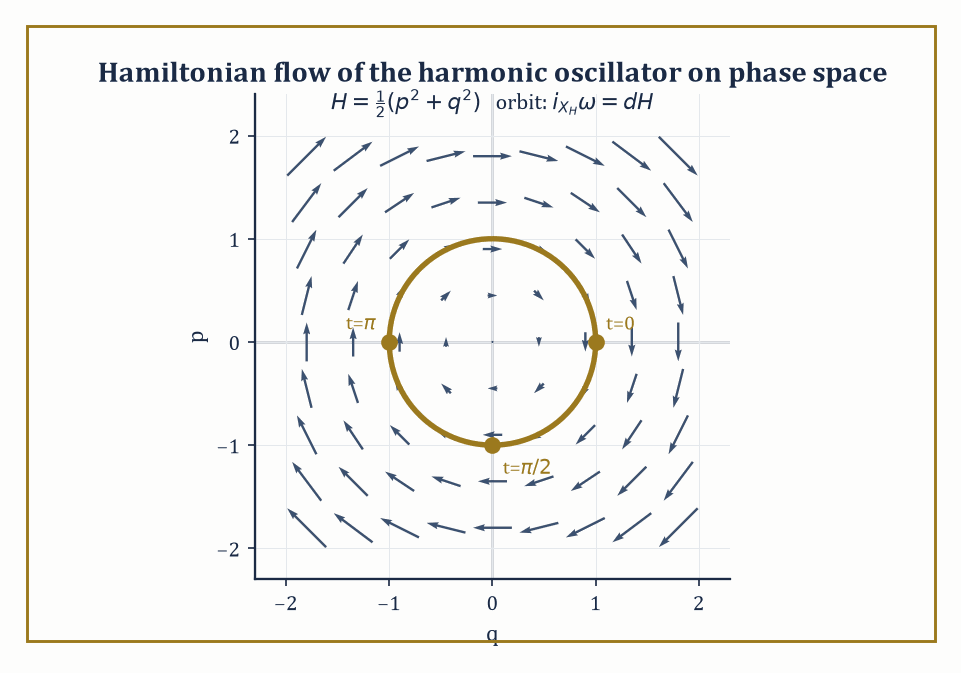 Hamiltonian flow of the harmonic oscillator on phase space
H = ½(p² + q²)   orbit: i_{X_H}ω = dH
2
1
t=π
t=0
p
0
−1
t=π/2
−2
−2 −1 0 1 2
q